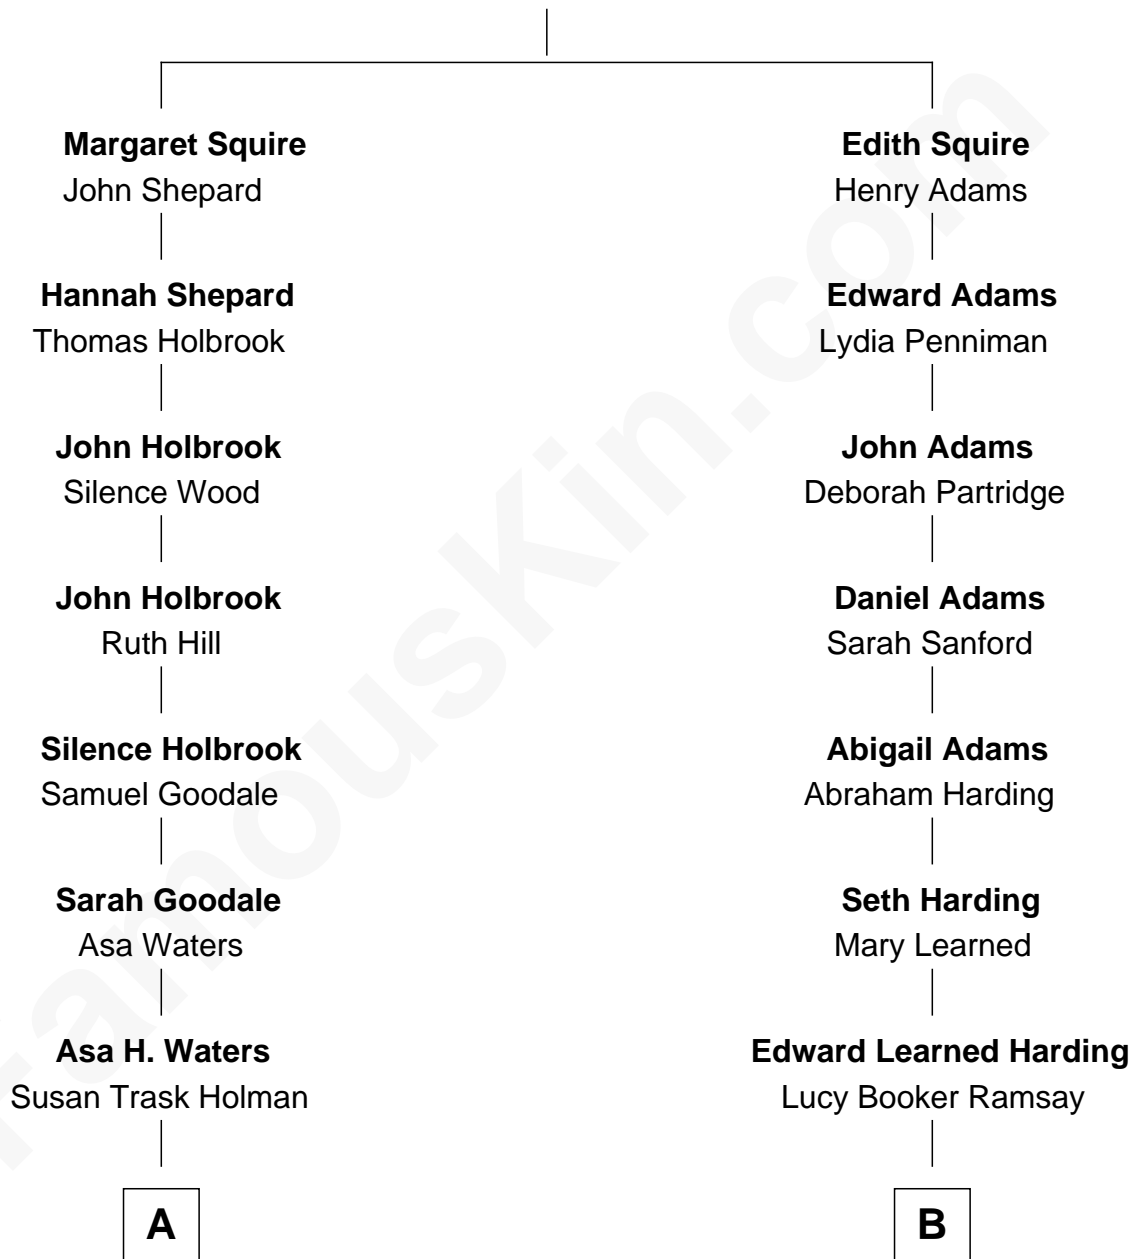 Margaret Squire
John Shepard
Hannah Shepard
Thomas Holbrook
John Holbrook
Silence Wood
John Holbrook
Ruth Hill
Silence Holbrook
Samuel Goodale
Sarah Goodale
Asa Waters
Asa H. Waters
Susan Trask Holman
A
Edith Squire
Henry Adams
Edward Adams
Lydia Penniman
John Adams
Deborah Partridge
Daniel Adams
Sarah Sanford
Abigail Adams
Abraham Harding
Seth Harding
Mary Learned
Edward Learned Harding
Lucy Booker Ramsay
B
FamousKin.com